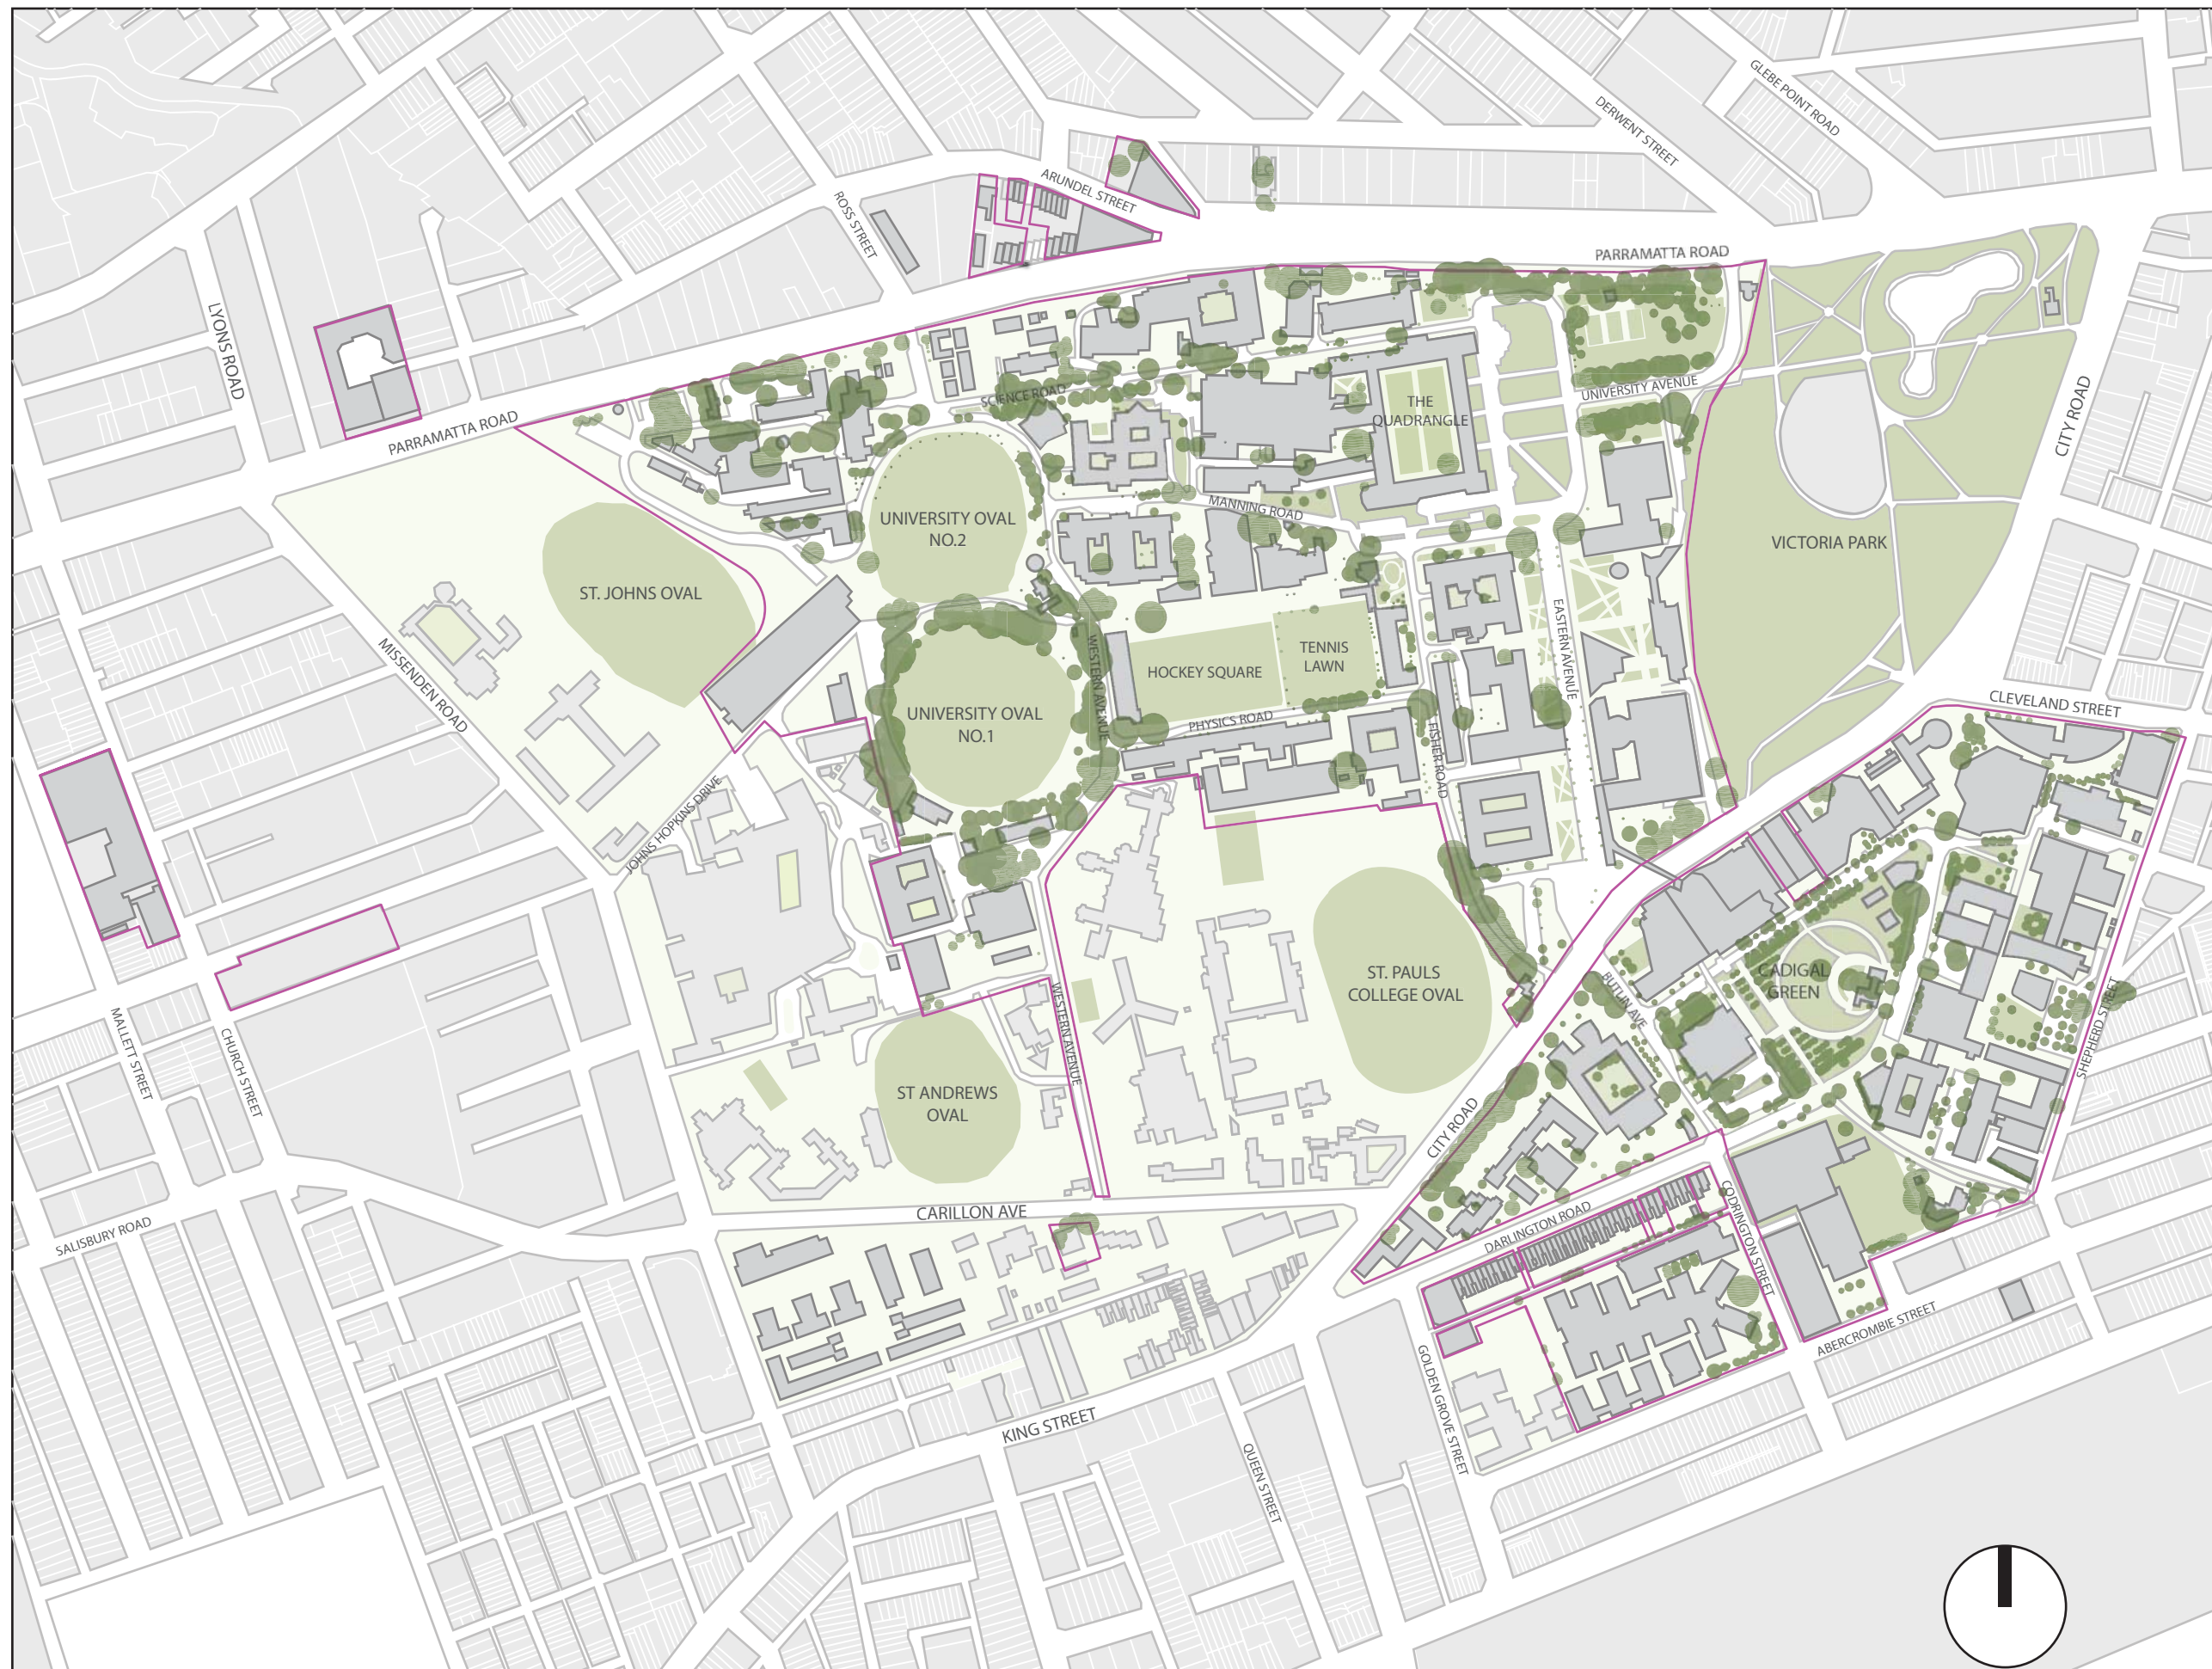 GLEBE POINT ROAD
DERWENT STREET
ARUNDEL STREET
ROSS STREET
PARRAMATTA ROAD
LYONS ROAD
PARRAMATTA ROAD
SCIENCE ROAD
UNIVERSITY AVENUE
CITY ROAD
THE
QUADRANGLE
MANNING ROAD
UNIVERSITY OVAL
NO.2
VICTORIA PARK
ST. JOHNS OVAL
MISSENDEN ROAD
WESTERN AVENUE
HOCKEY SQUARE
TENNIS
LAWN
EASTERN AVENUE
UNIVERSITY OVAL
NO.1
PHYSICS ROAD
FISHER ROAD
CLEVELAND STREET
JOHNS HOPKINS DRIVE
ST. PAULS
COLLEGE OVAL
CADIGAL
GREEN
BUTLIN AVE
SHEPHERD STREET
MALLETT STREET
CHURCH STREET
WESTERN AVENUE
ST ANDREWS
OVAL
CITY ROAD
CARILLON AVE
SALISBURY ROAD
DARLINGTON ROAD
CODRINGTON STREET
ABERCROMBIE STREET
GOLDEN GROVE STREET
KING STREET
QUEEN STREET